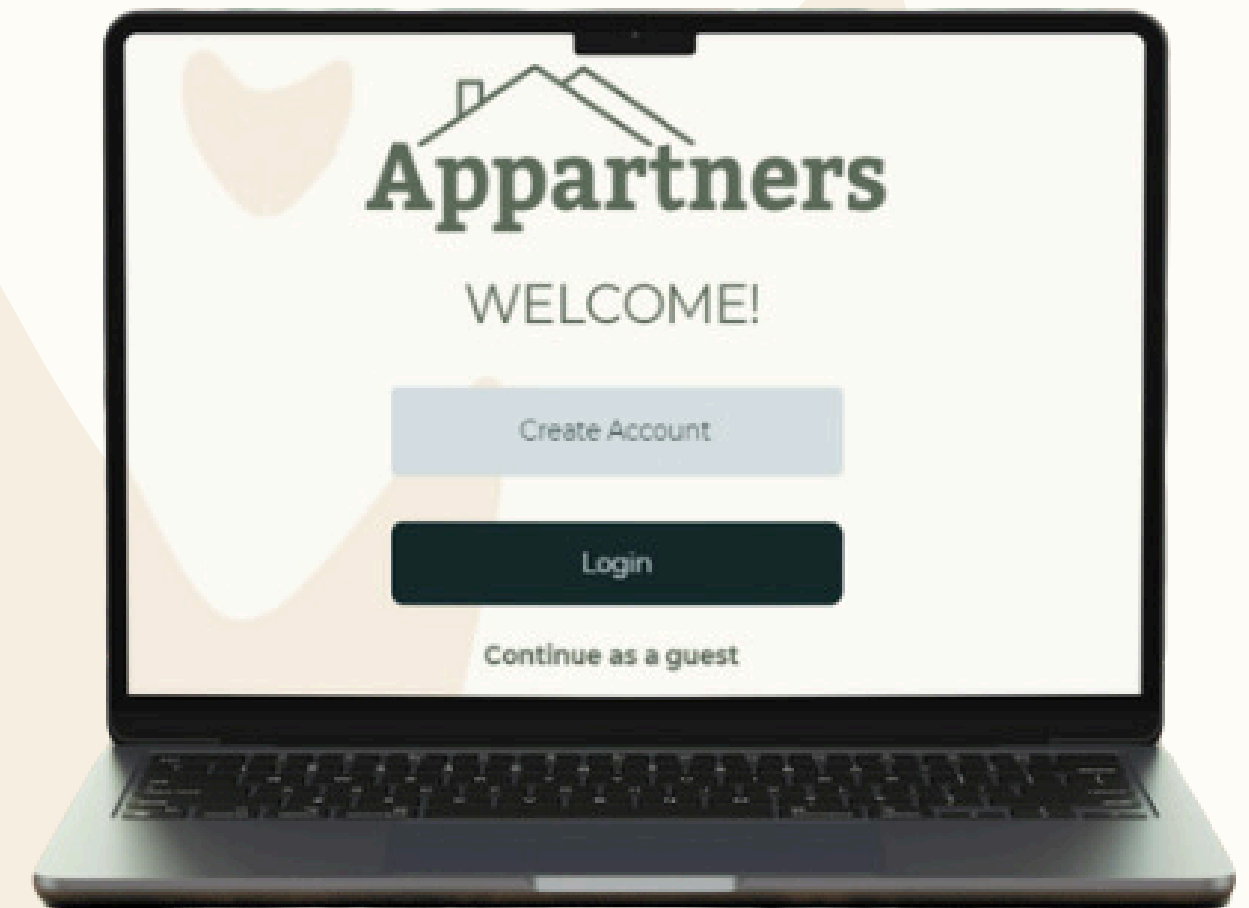 Appartners
WELCOME!
Create Account
Login
Continue as a guest